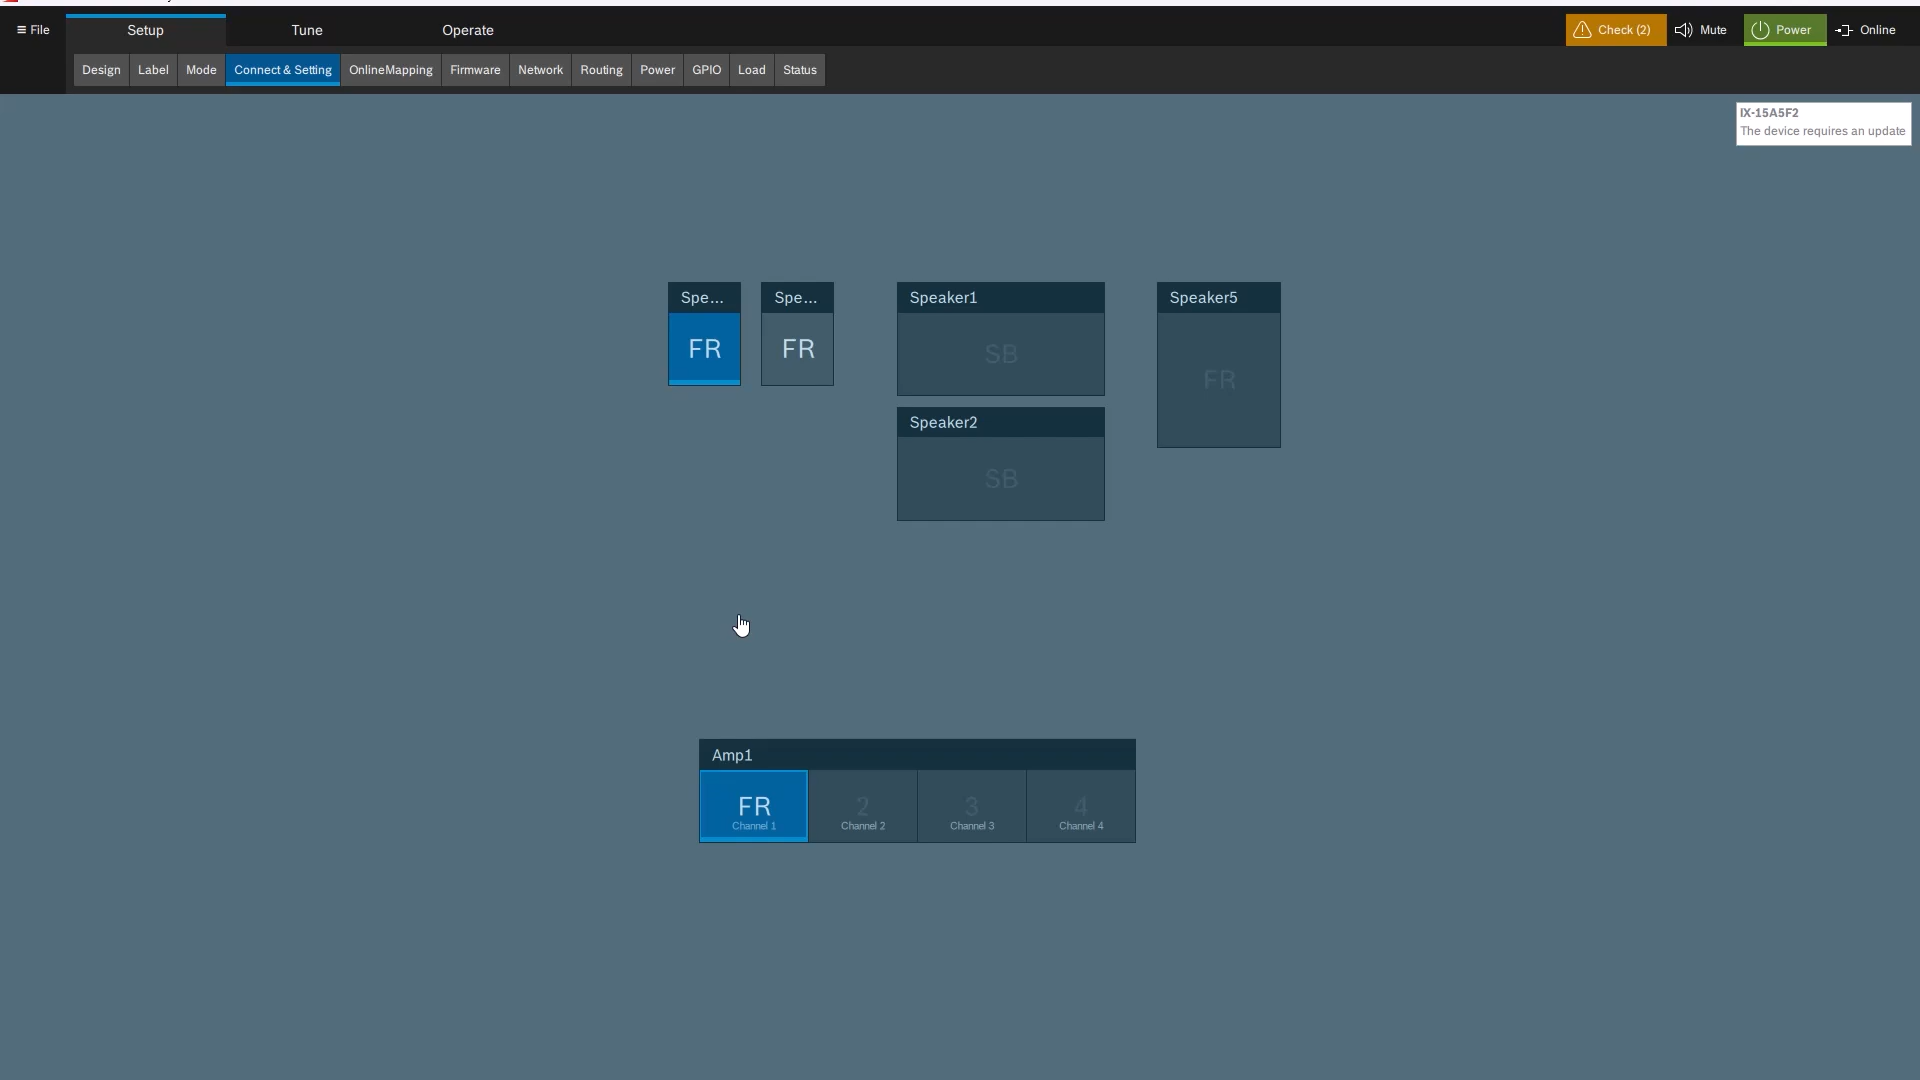 ≡ File
Setup
Tune
Operate
Check (2)
Mute
Power
Online
Design
Label
Mode
Connect & Setting
OnlineMapping
Firmware
Network
Routing
Power
GPIO
Load
Status
IX-15A5F2
The device requires an update
Spe...
Spe...
Speaker1
Speaker5
FR
FR
SB
FR
Speaker2
SB
Amp1
FR
2
3
4
Channel 1
Channel 2
Channel 3
Channel 4